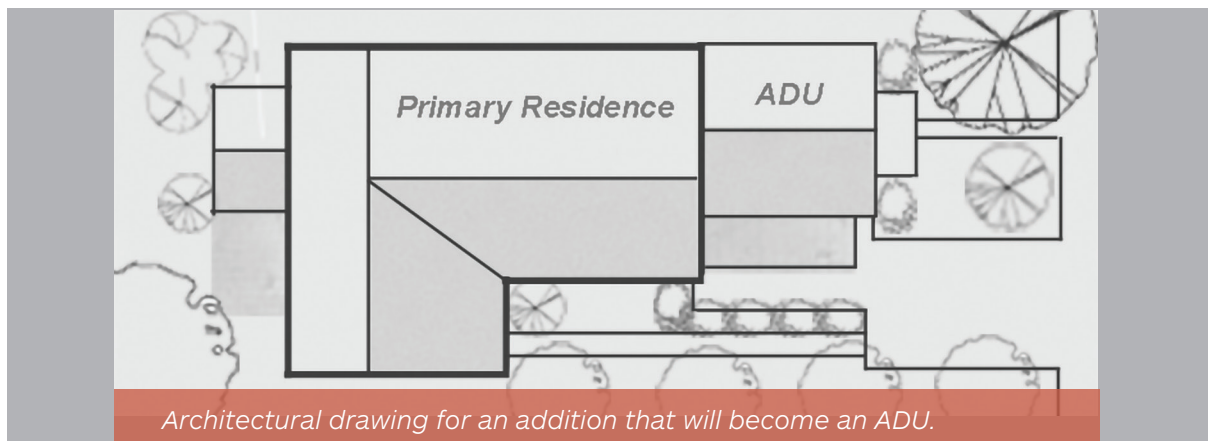 Primary Residence
ADU
Architectural drawing for an addition that will become an ADU.